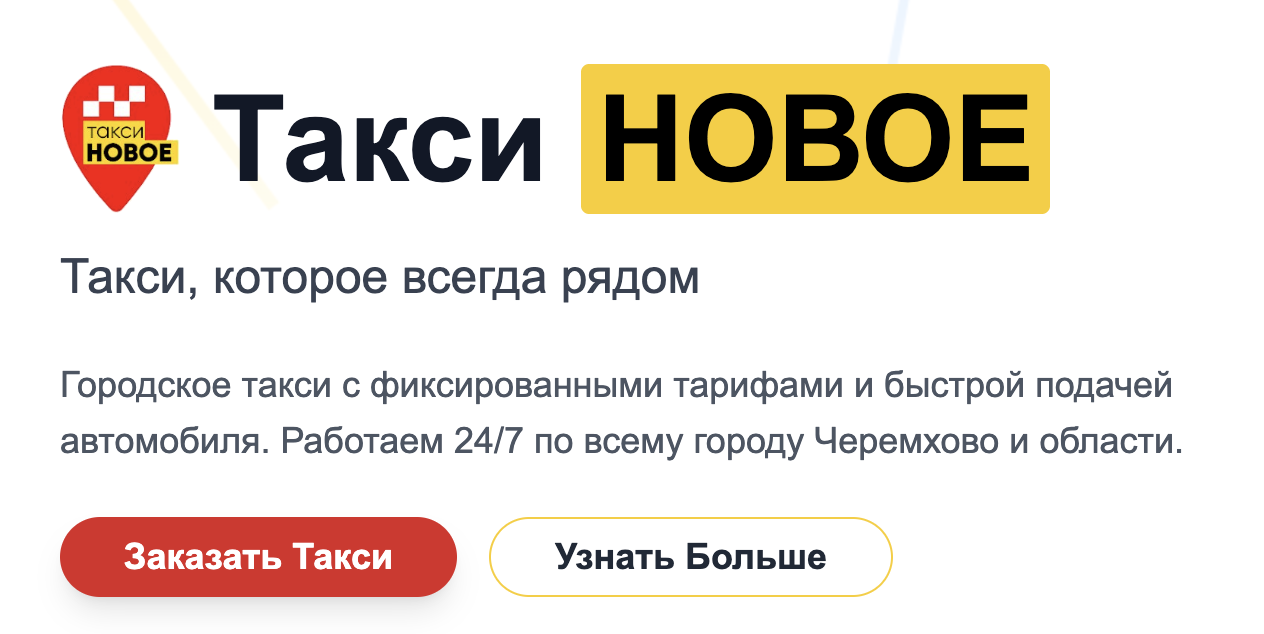 такси
НОВОЕ
Такси НОВОЕ
Такси, которое всегда рядом
Городское такси с фиксированными тарифами и быстрой подачей
автомобиля. Работаем 24/7 по всему городу Черемхово и области.
Заказать Такси
Узнать Больше